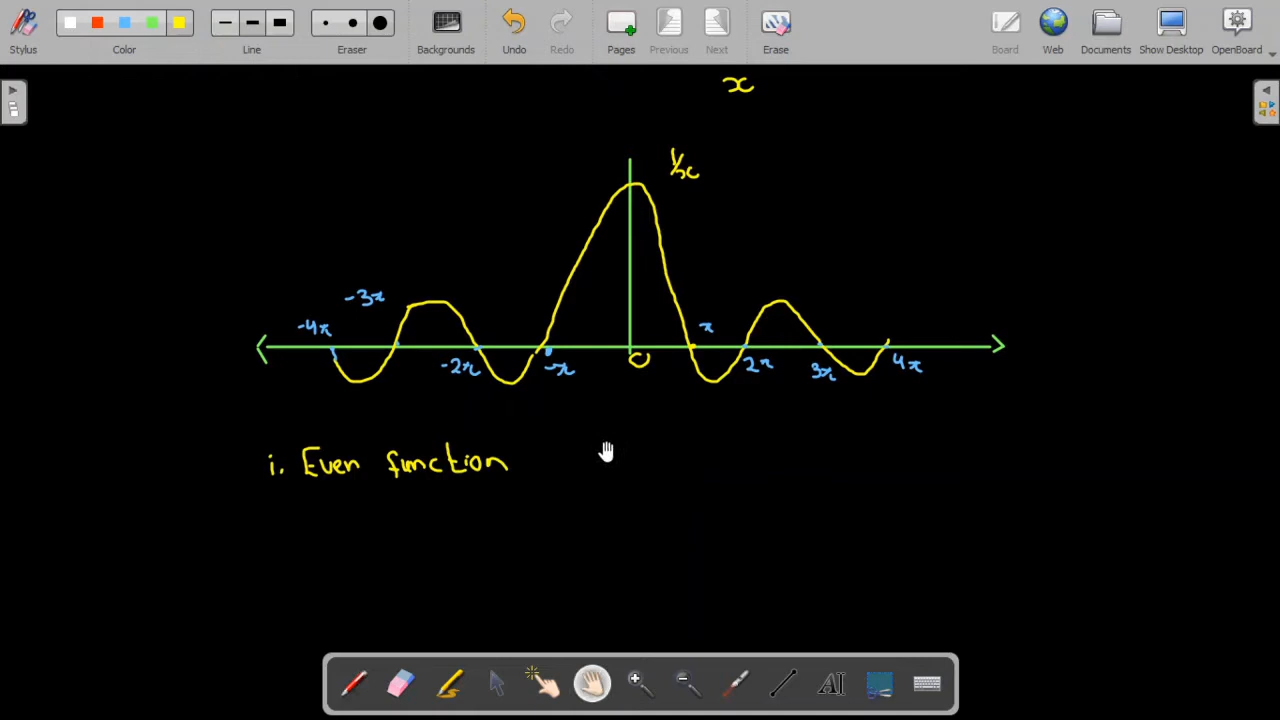 Stylus Color Line Eraser Backgrounds Undo Redo Pages Previous Next Erase Board Web Documents Show Desktop OpenBoard
x
1/x
-3π
-4π
π
-2π
-π
0
2π
3π
4π
i. Even function